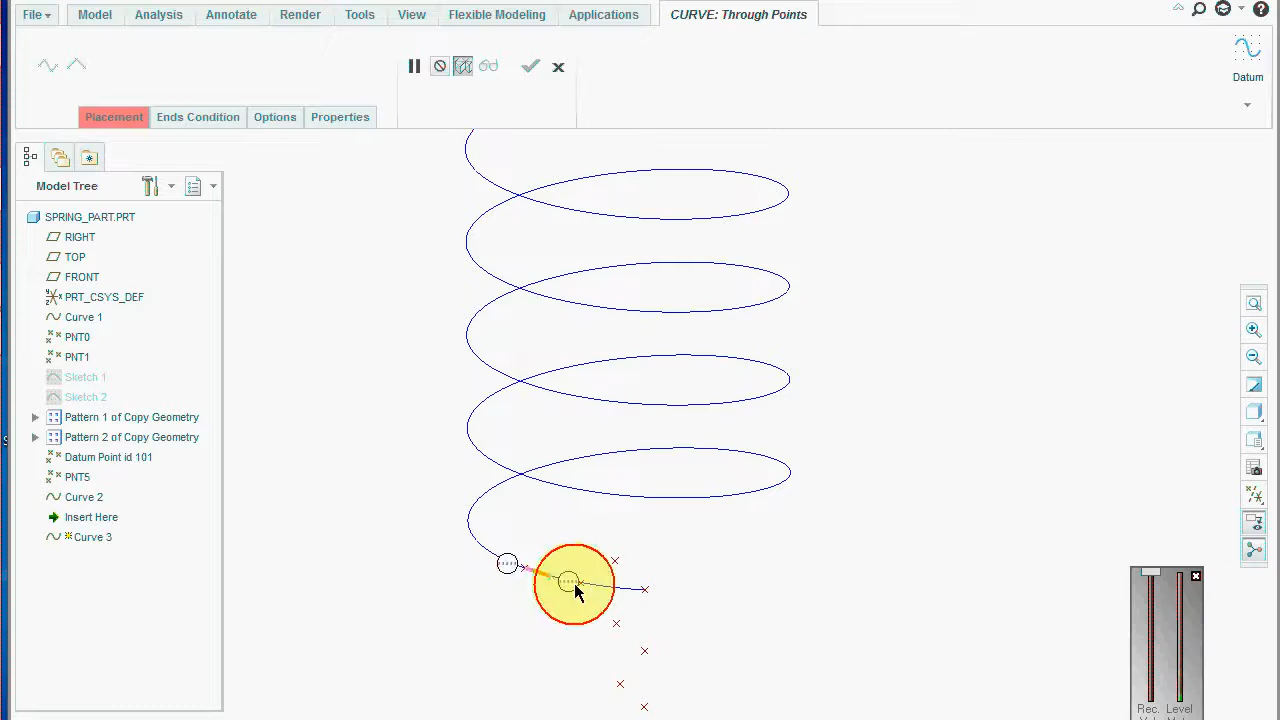 File Model Analysis Annotate Render Tools View Flexible Modeling Applications CURVE: Through Points
Datum
Placement Ends Condition Options Properties
Model Tree
SPRING_PART.PRT
RIGHT
TOP
FRONT
PRT_CSYS_DEF
Curve 1
PNT0
PNT1
Sketch 1
Sketch 2
Pattern 1 of Copy Geometry
Pattern 2 of Copy Geometry
Datum Point id 101
PNT5
Curve 2
Insert Here
Curve 3
Rec. Level